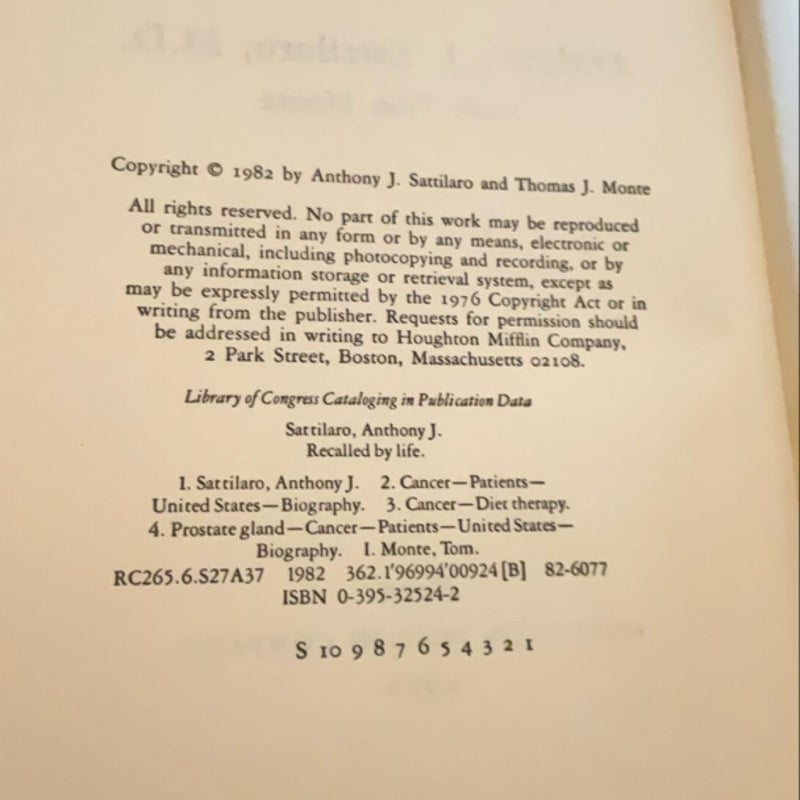 Copyright © 1982 by Anthony J. Sattilaro and Thomas J. Monte
All rights reserved. No part of this work may be reproduced
or transmitted in any form or by any means, electronic or
mechanical, including photocopying and recording, or by
any information storage or retrieval system, except as
may be expressly permitted by the 1976 Copyright Act or in
writing from the publisher. Requests for permission should
be addressed in writing to Houghton Mifflin Company,
2 Park Street, Boston, Massachusetts 02108.
Library of Congress Cataloging in Publication Data
Sattilaro, Anthony J.
Recalled by life.
1. Sattilaro, Anthony J. 2. Cancer—Patients—
United States—Biography. 3. Cancer—Diet therapy.
4. Prostate gland—Cancer—Patients—United States—
Biography. I. Monte, Tom.
RC265.6.S27A37 1982 362.1'96994'00924 [B] 82-6077
ISBN 0-395-32524-2
S 10 9 8 7 6 5 4 3 2 1